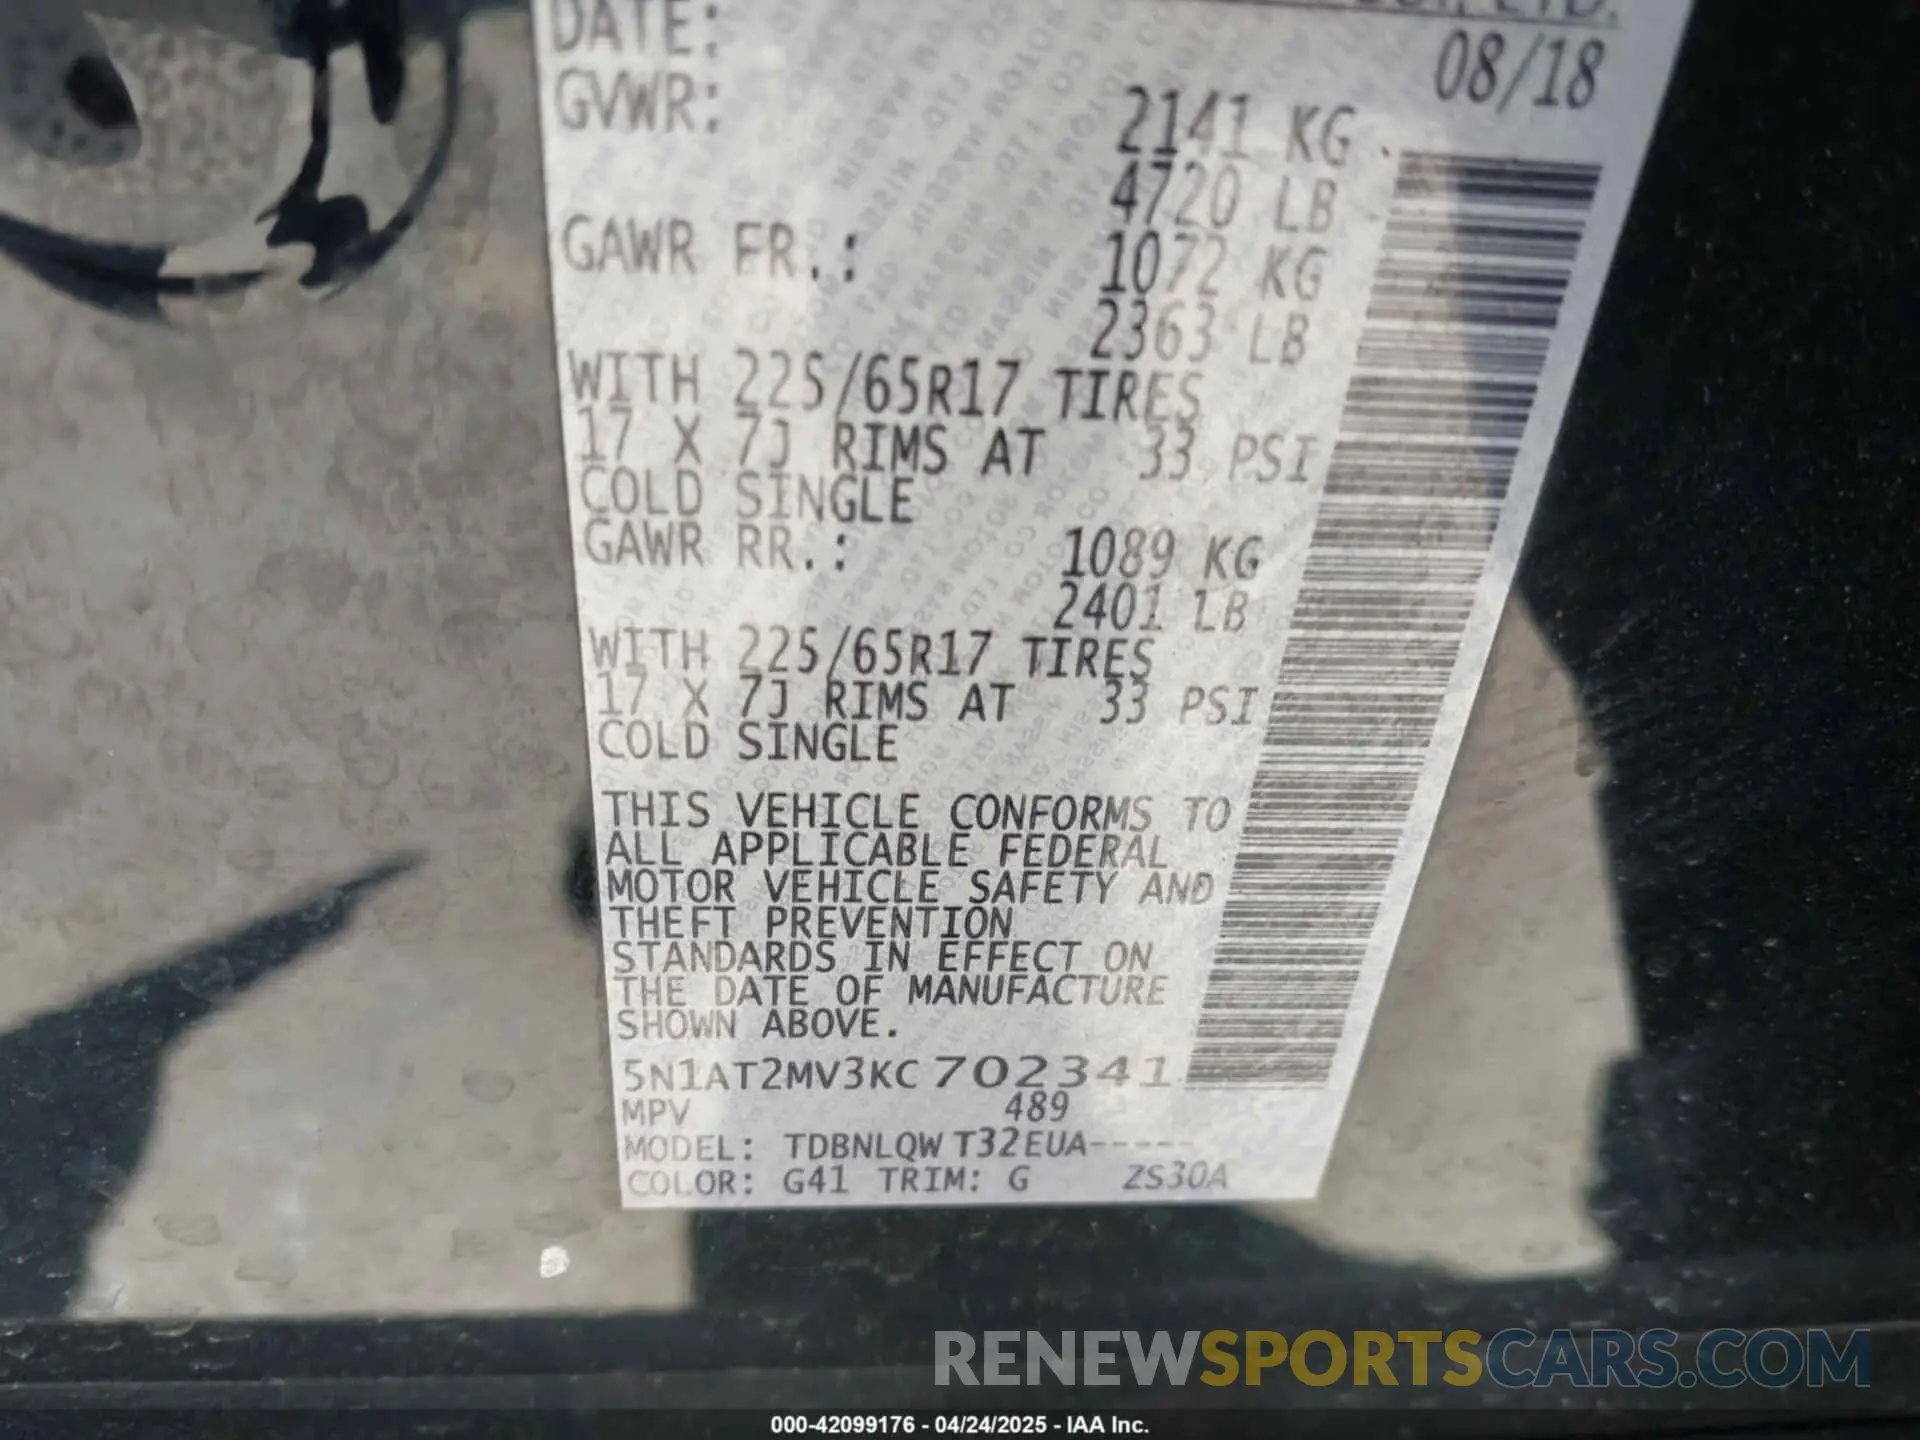 LTD.
DATE: 08/18
GVWR: 2141 KG
4720 LB
GAWR FR.: 1072 KG
2363 LB
WITH 225/65R17 TIRES
17 X 7J RIMS AT 33 PSI
COLD SINGLE
GAWR RR.: 1089 KG
2401 LB
WITH 225/65R17 TIRES
17 X 7J RIMS AT 33 PSI
COLD SINGLE
THIS VEHICLE CONFORMS TO
ALL APPLICABLE FEDERAL
MOTOR VEHICLE SAFETY AND
THEFT PREVENTION
STANDARDS IN EFFECT ON
THE DATE OF MANUFACTURE
SHOWN ABOVE.
5N1AT2MV3KC702341
MPV 489
MODEL: TDBNLQW T32EUA-----
COLOR: G41 TRIM: G ZS30A
RENEWSPORTSCARS.COM
000-42099176 - 04/24/2025 - IAA Inc.